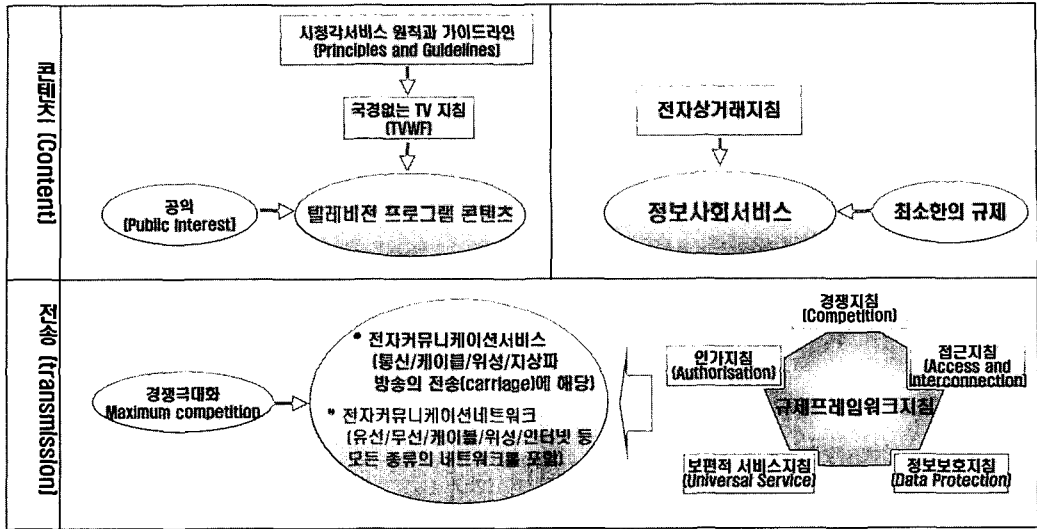 콘텐츠 (Content)
시청각서비스 원칙과 가이드라인
(Principles and Guidelines)
국경없는 TV 지침
(TVWF)
공익
(Public Interest)
텔레비전 프로그램 콘텐츠
전자상거래지침
정보사회서비스
최소한의 규제
전송 (transmission)
경쟁극대화
Maximum competition
* 전자커뮤니케이션서비스
(통신/케이블/위성/지상파
방송의 전송(carriage)에 해당)
* 전자커뮤니케이션네트워크
(유선/무선/케이블/위성/인터넷 등
모든 종류의 네트워크를 포함)
경쟁지침
(Competition)
인가지침
(Authorisation)
접근지침
(Access and
Interconnection)
규제프레임워크지침
보편적 서비스지침
(Universal Service)
정보보호지침
(Data Protection)